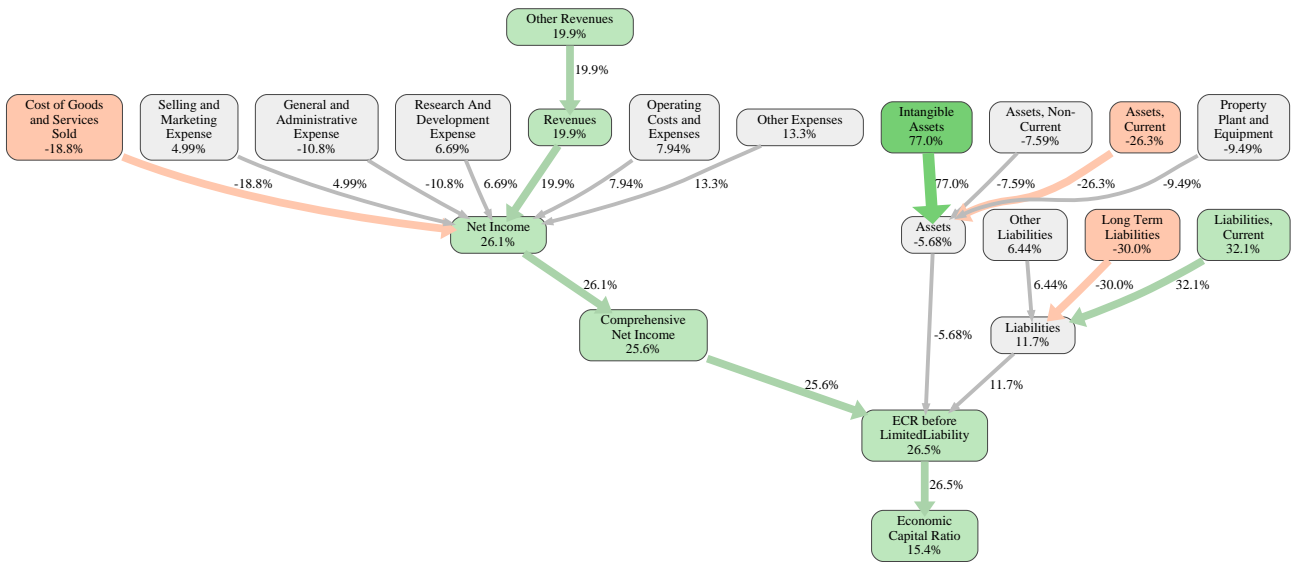 Other Revenues
19.9%
19.9%
Cost of Goods
and Services
Sold
-18.8%
Selling and
Marketing
Expense
4.99%
General and
Administrative
Expense
-10.8%
Research And
Development
Expense
6.69%
Revenues
19.9%
Operating
Costs and
Expenses
7.94%
Other Expenses
13.3%
Intangible
Assets
77.0%
Assets, Non-
Current
-7.59%
Assets,
Current
-26.3%
Property
Plant and
Equipment
-9.49%
-18.8%
4.99%
-10.8%
6.69%
19.9%
7.94%
13.3%
77.0%
-7.59%
-26.3%
-9.49%
Net Income
26.1%
Assets
-5.68%
Other
Liabilities
6.44%
Long Term
Liabilities
-30.0%
Liabilities,
Current
32.1%
26.1%
6.44%
-30.0%
32.1%
Comprehensive
Net Income
25.6%
-5.68%
Liabilities
11.7%
25.6%
11.7%
ECR before
LimitedLiability
26.5%
26.5%
Economic
Capital Ratio
15.4%